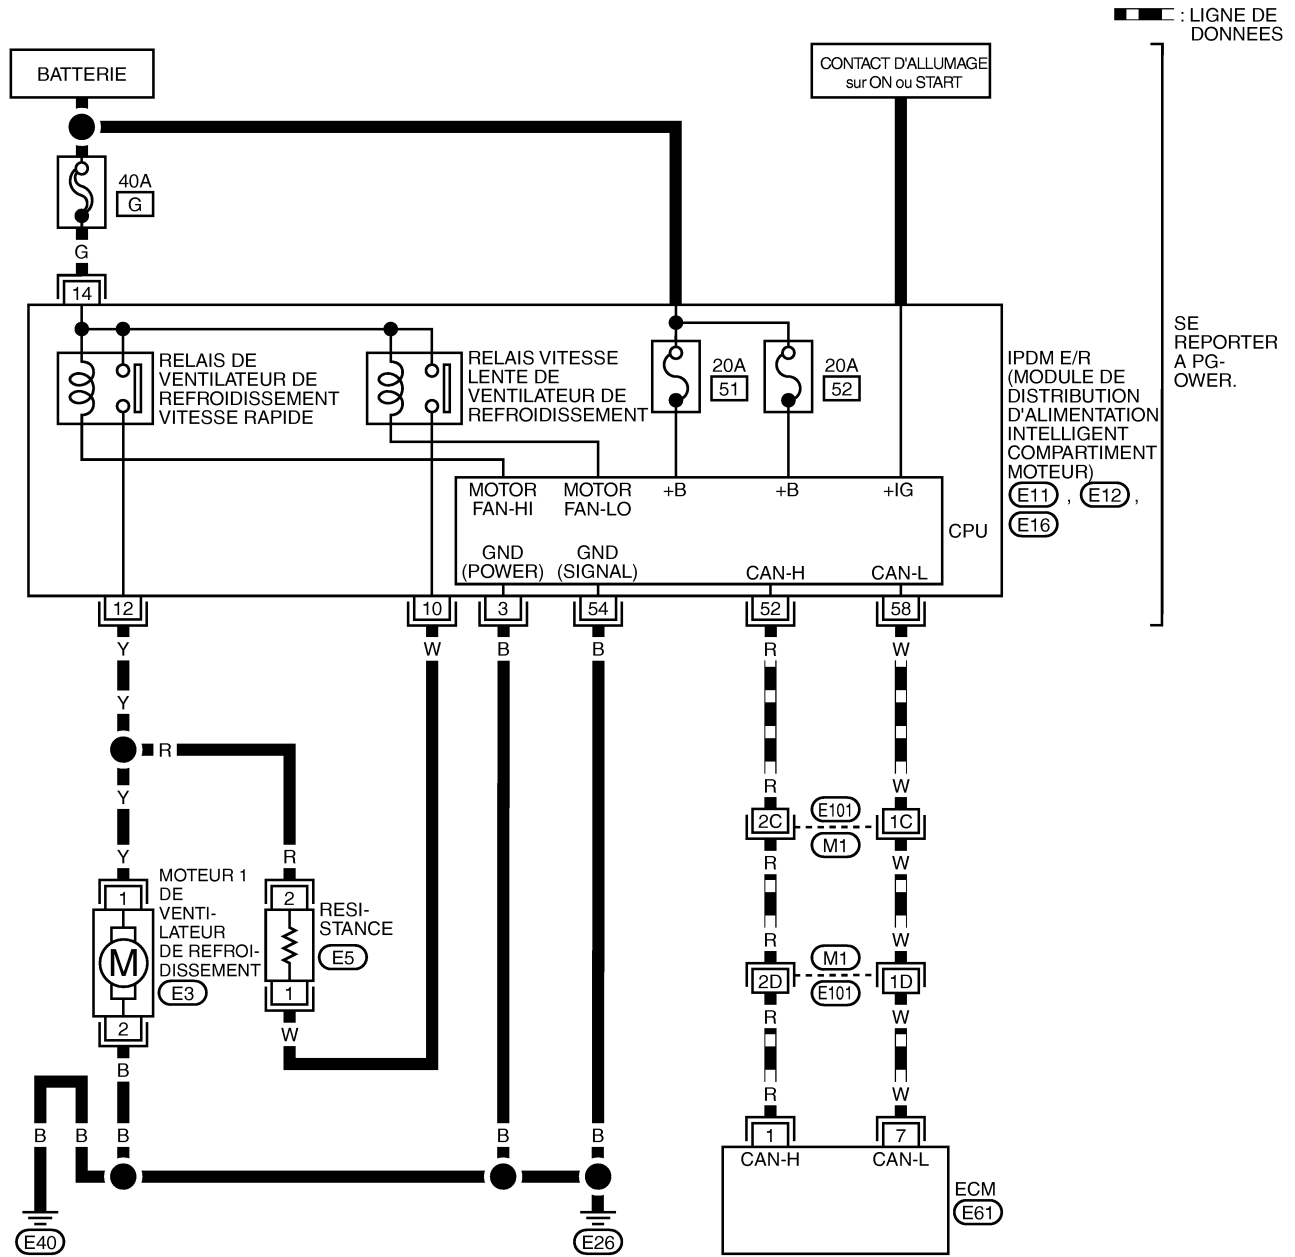 : LIGNE DE
DONNEES
BATTERIE
CONTACT D'ALLUMAGE
sur ON ou START
40A
G
G
14
RELAIS DE
VENTILATEUR DE
REFROIDISSEMENT
VITESSE RAPIDE
RELAIS VITESSE
LENTE DE
VENTILATEUR DE
REFROIDISSEMENT
20A
51
20A
52
IPDM E/R
(MODULE DE
DISTRIBUTION
D'ALIMENTATION
INTELLIGENT
COMPARTIMENT
MOTEUR)
E11 , E12 ,
E16
SE
REPORTER
A PG-
OWER.
MOTOR
FAN-HI
MOTOR
FAN-LO
+B
+B
+IG
CPU
GND
(POWER)
GND
(SIGNAL)
CAN-H
CAN-L
12
10
3
54
52
58
Y
W
B
B
R
W
Y
R
Y
R
W
2C
E101
M1
1C
Y
R
R
W
MOTEUR 1
DE
VENTI-
LATEUR
DE REFROI-
DISSEMENT
E3
1
M
2
2
RESI-
STANCE
E5
1
R
W
2D
M1
E101
1D
W
R
W
B
R
W
B
B
B
B
B
1
7
CAN-H
CAN-L
ECM
E61
E40
E26